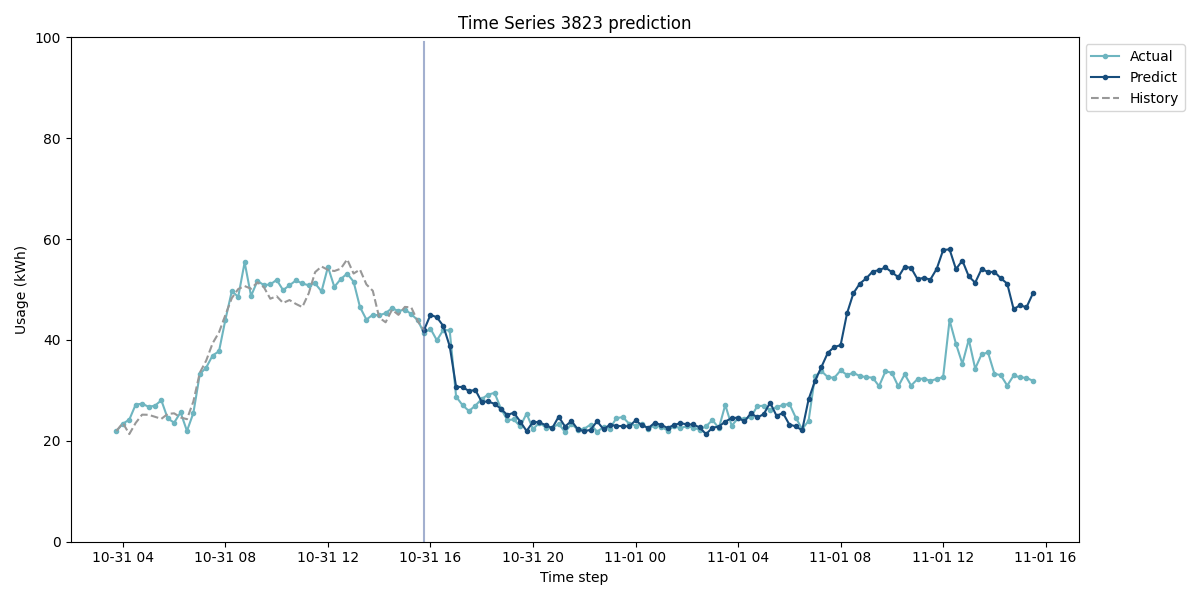 Time Series 3823 prediction
100
80
60
40
20
0
Usage (kWh)
10-31 04
10-31 08
10-31 12
10-31 16
10-31 20
11-01 00
11-01 04
11-01 08
11-01 12
11-01 16
Time step
Actual
Predict
History